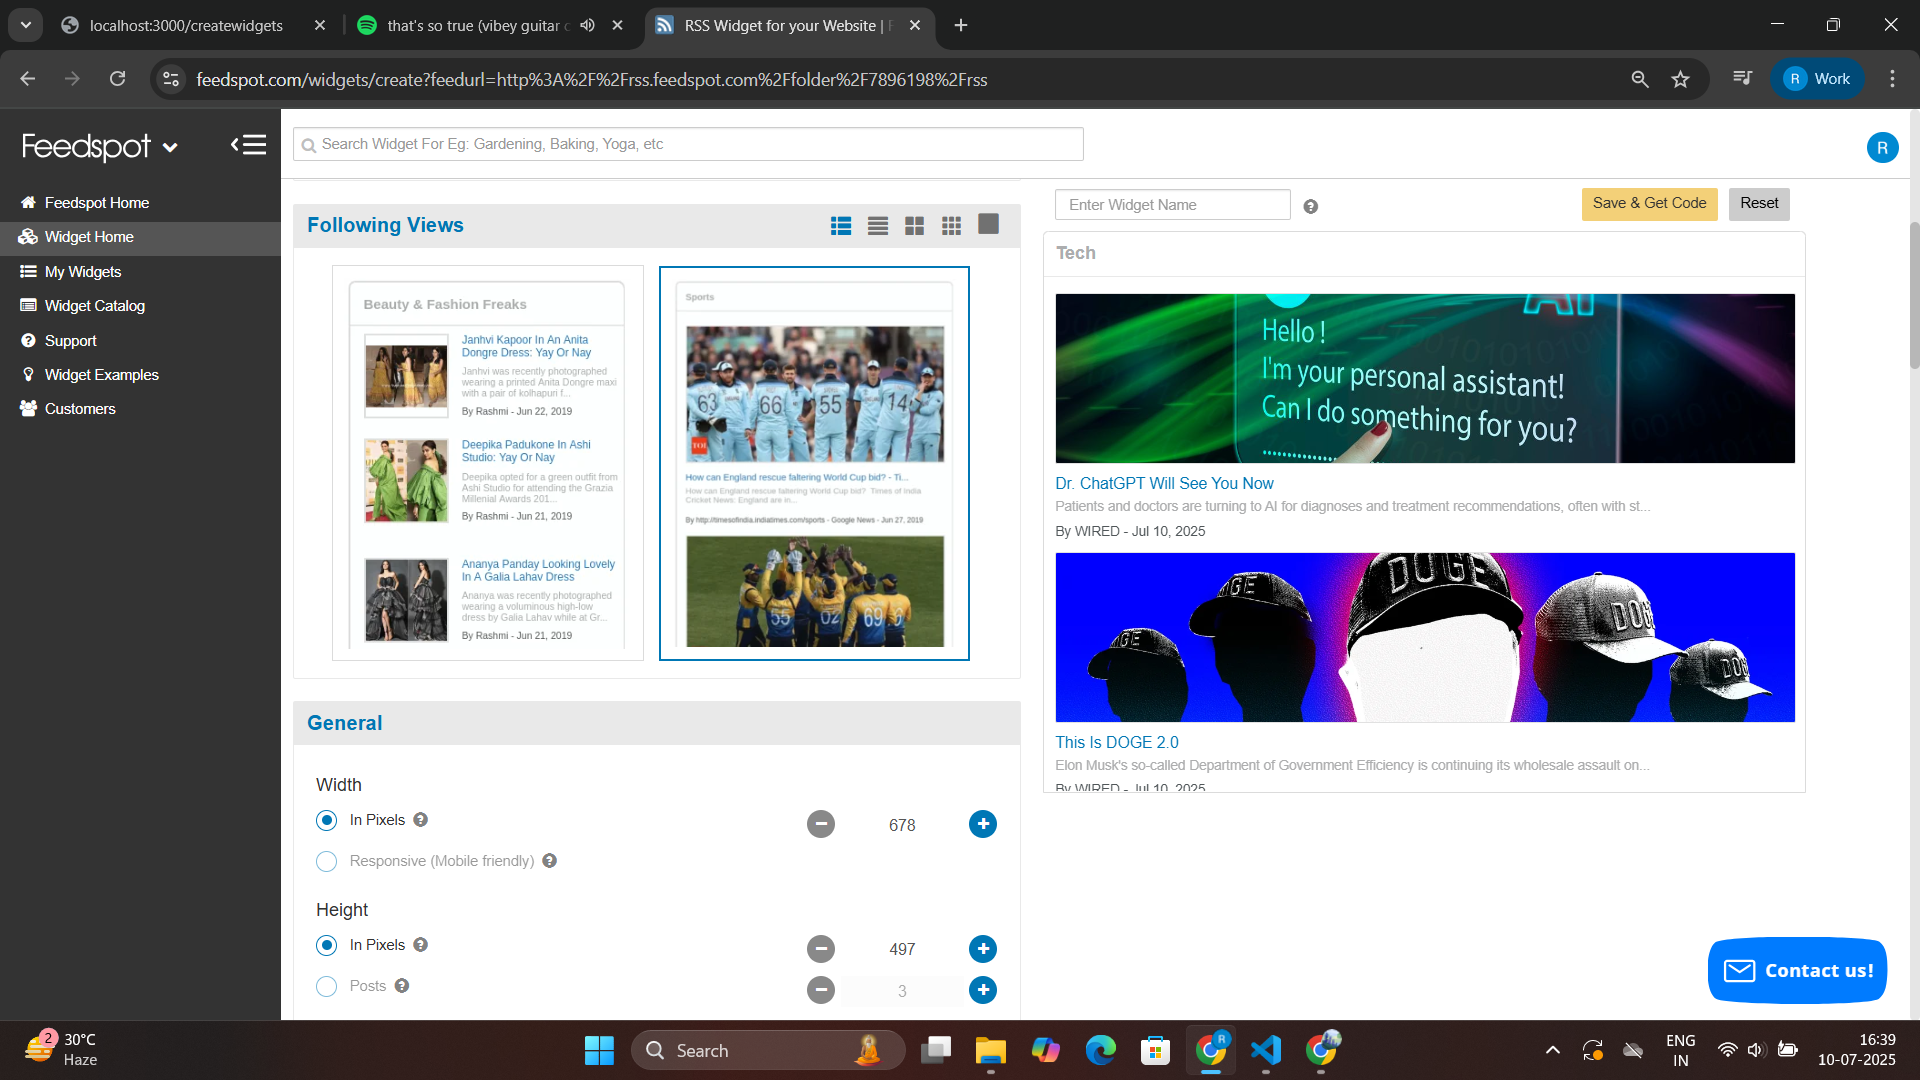 localhost:3000/createwidgets
that's so true (vibey guitar c
RSS Widget for your Website | F
feedspot.com/widgets/create?feedurl=http%3A%2F%2Frss.feedspot.com%2Ffolder%2F7896198%2Frss
R Work
Feedspot
Search Widget For Eg: Gardening, Baking, Yoga, etc
R
Feedspot Home
Widget Home
My Widgets
Widget Catalog
Support
Widget Examples
Customers
Following Views
Beauty & Fashion Freaks
Janhvi Kapoor In An Anita
Dongre Dress: Yay Or Nay
Janhvi was recently photographed
wearing a printed Anita Dongre maxi
with a pair of kolhapuri f...
By Rashmi - Jun 22, 2019
Deepika Padukone In Ashi
Studio: Yay Or Nay
Deepika opted for a green outfit from
Ashi Studio for attending the Grazia
Millenial Awards 201...
By Rashmi - Jun 21, 2019
Ananya Panday Looking Lovely
In A Galia Lahav Dress
Ananya was recently photographed
wearing a voluminous high-low
dress by Galia Lahav while at Gr...
By Rashmi - Jun 21, 2019
Sports
63 66 55 14
TOI
How can England rescue faltering World Cup bid? - Ti...
How can England rescue faltering World Cup bid? Times of India
Cricket News: England are in...
By http://timesofindia.indiatimes.com/sports - Google News - Jun 27, 2019
55 02 69
General
Width
In Pixels
678
Responsive (Mobile friendly)
Height
In Pixels
497
Posts
3
Enter Widget Name
Save & Get Code
Reset
Tech
AI
Hello !
I'm your personal assistant!
Can I do something for you?
Dr. ChatGPT Will See You Now
Patients and doctors are turning to AI for diagnoses and treatment recommendations, often with st...
By WIRED - Jul 10, 2025
DOGE
This Is DOGE 2.0
Elon Musk's so-called Department of Government Efficiency is continuing its wholesale assault on...
By WIRED - Jul 10, 2025
Contact us!
2
30°C
Haze
Search
R
ENG
IN
16:39
10-07-2025